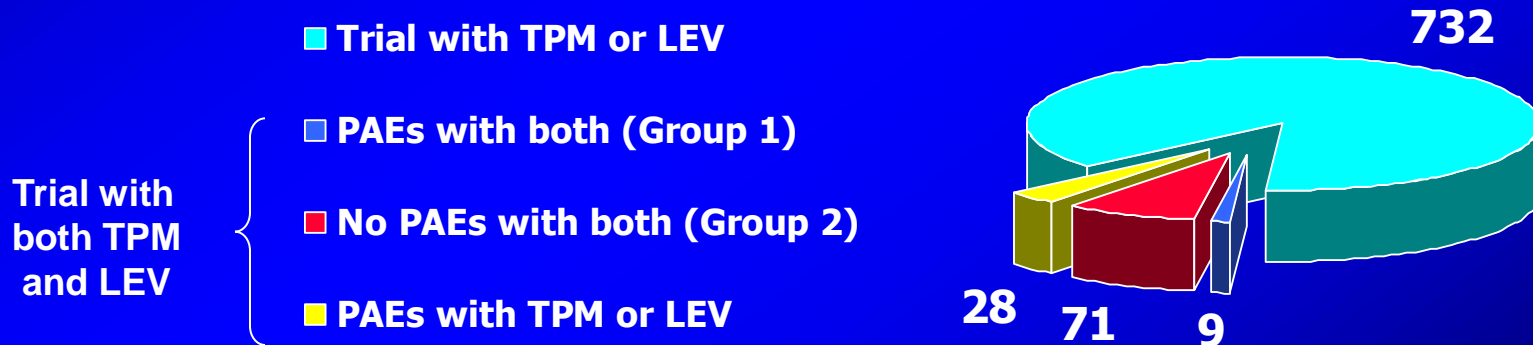 Trial with TPM or LEV
PAEs with both (Group 1)
No PAEs with both (Group 2)
PAEs with TPM or LEV
Trial with
both TPM
and LEV
732
28
71
9